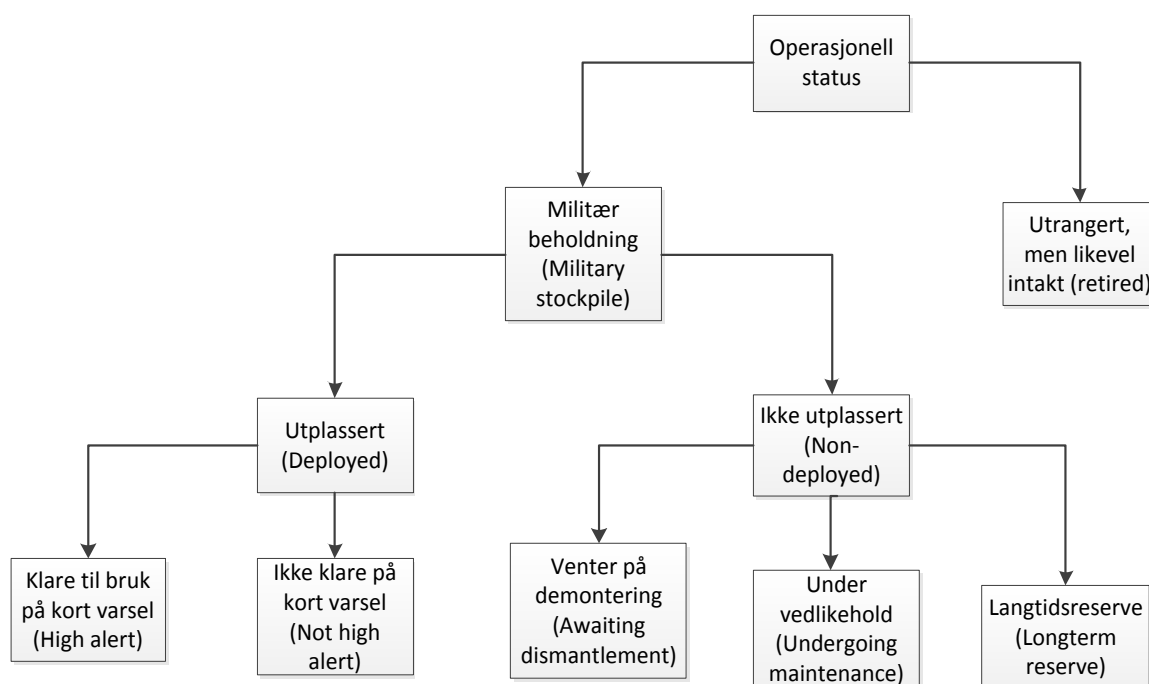 Operasjonell
status
Militær
beholdning
(Military
stockpile)
Utrangert,
men likevel
intakt (retired)
Utplassert
(Deployed)
Ikke utplassert
(Non-
deployed)
Klare til bruk
på kort varsel
(High alert)
Ikke klare på
kort varsel
(Not high
alert)
Venter på
demontering
(Awaiting
dismantlement)
Under
vedlikehold
(Undergoing
maintenance)
Langtidsreserve
(Longterm
reserve)